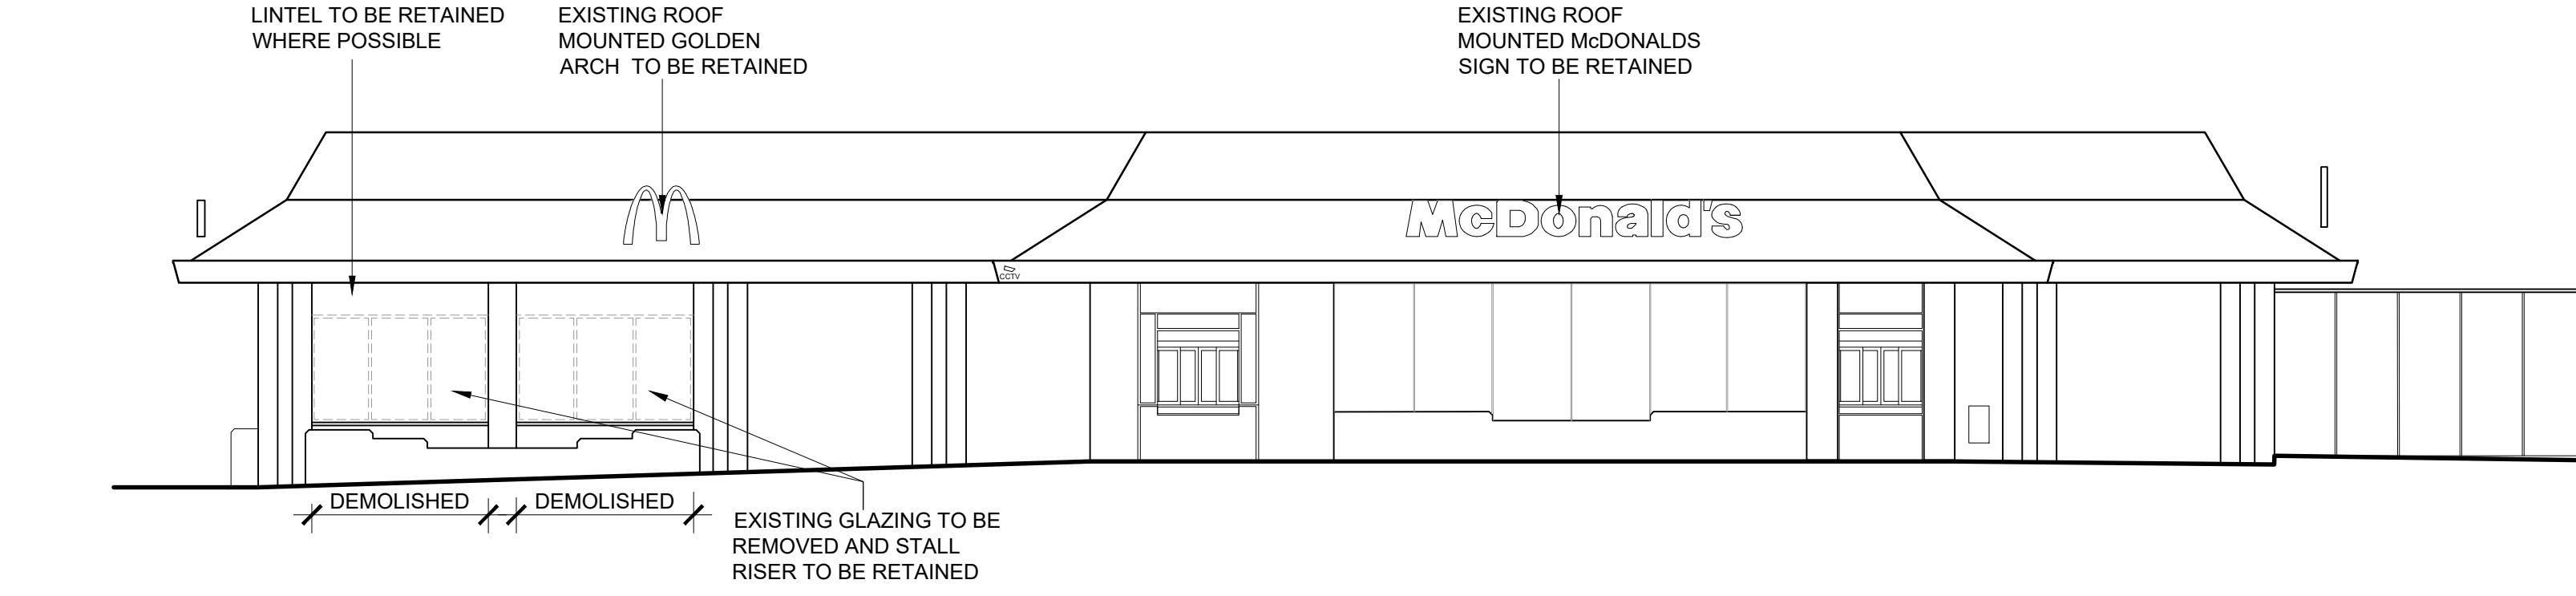 LINTEL TO BE RETAINED
WHERE POSSIBLE
EXISTING ROOF
MOUNTED GOLDEN
ARCH TO BE RETAINED
EXISTING ROOF
MOUNTED McDONALDS
SIGN TO BE RETAINED
McDonald's
CCTV
DEMOLISHED
DEMOLISHED
EXISTING GLAZING TO BE
REMOVED AND STALL
RISER TO BE RETAINED